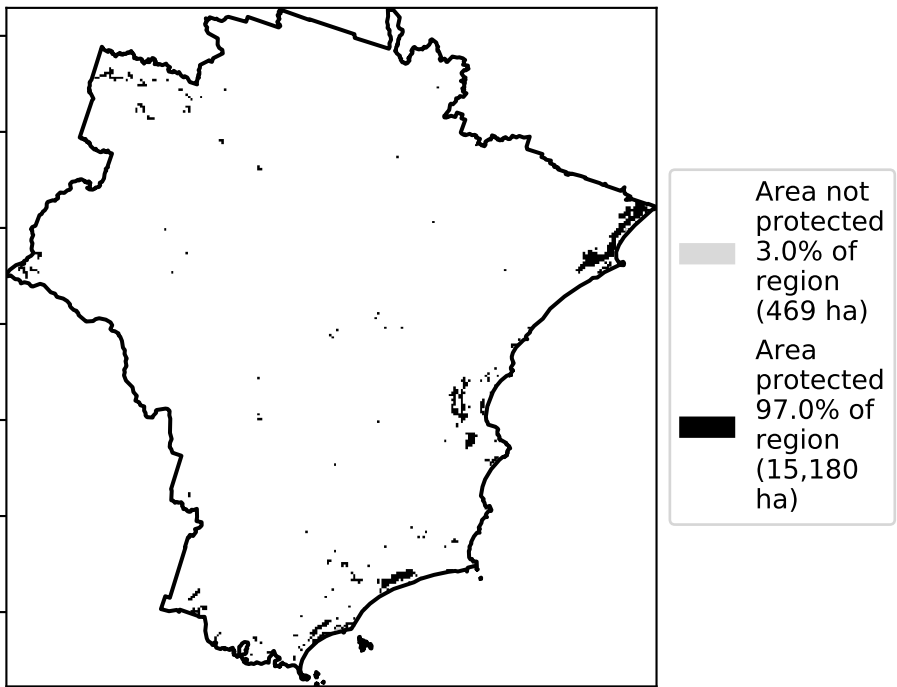 Area not
protected
3.0% of
region
(469 ha)
Area
protected
97.0% of
region
(15,180
ha)